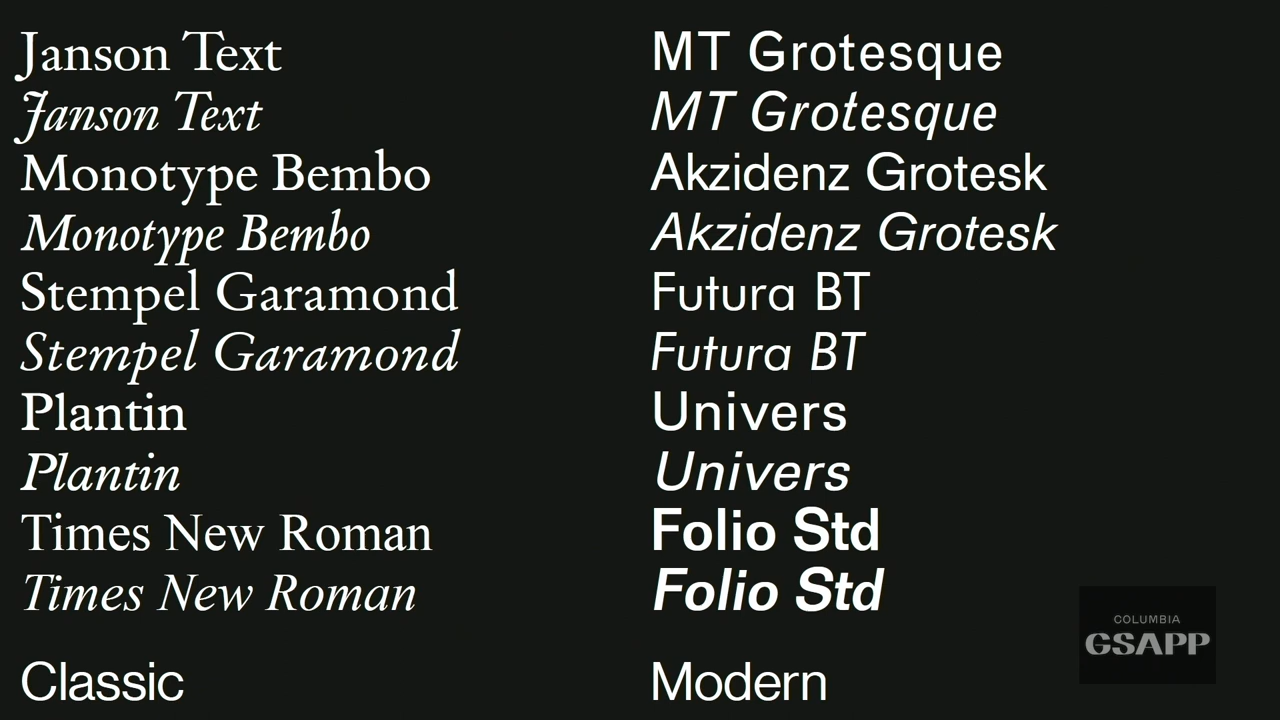 Janson Text
Janson Text
Monotype Bembo
Monotype Bembo
Stempel Garamond
Stempel Garamond
Plantin
Plantin
Times New Roman
Times New Roman
Classic
MT Grotesque
MT Grotesque
Akzidenz Grotesk
Akzidenz Grotesk
Futura BT
Futura BT
Univers
Univers
Folio Std
Folio Std
Modern
COLUMBIA
GSAPP